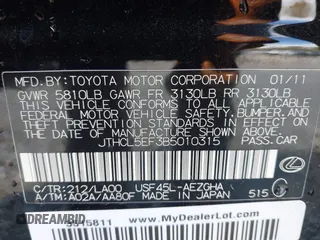 MFD. BY: TOYOTA MOTOR CORPORATION 01/11
GVWR 5810LB GAWR FR 3130LB RR 3130LB
THIS VEHICLE CONFORMS TO ALL APPLICABLE
FEDERAL MOTOR VEHICLE SAFETY, BUMPER, AND
THEFT PREVENTION STANDARDS IN EFFECT ON THE
DATE OF MANUFACTURE SHOWN ABOVE.
JTHCL5EF3B5010315 PASS. CAR
C/TR: 212/LA00 USF45L-AEZGHA
TM/A: A02A/AA80F MADE IN JAPAN 515
DREAMBID
www.MyDealerLot.com